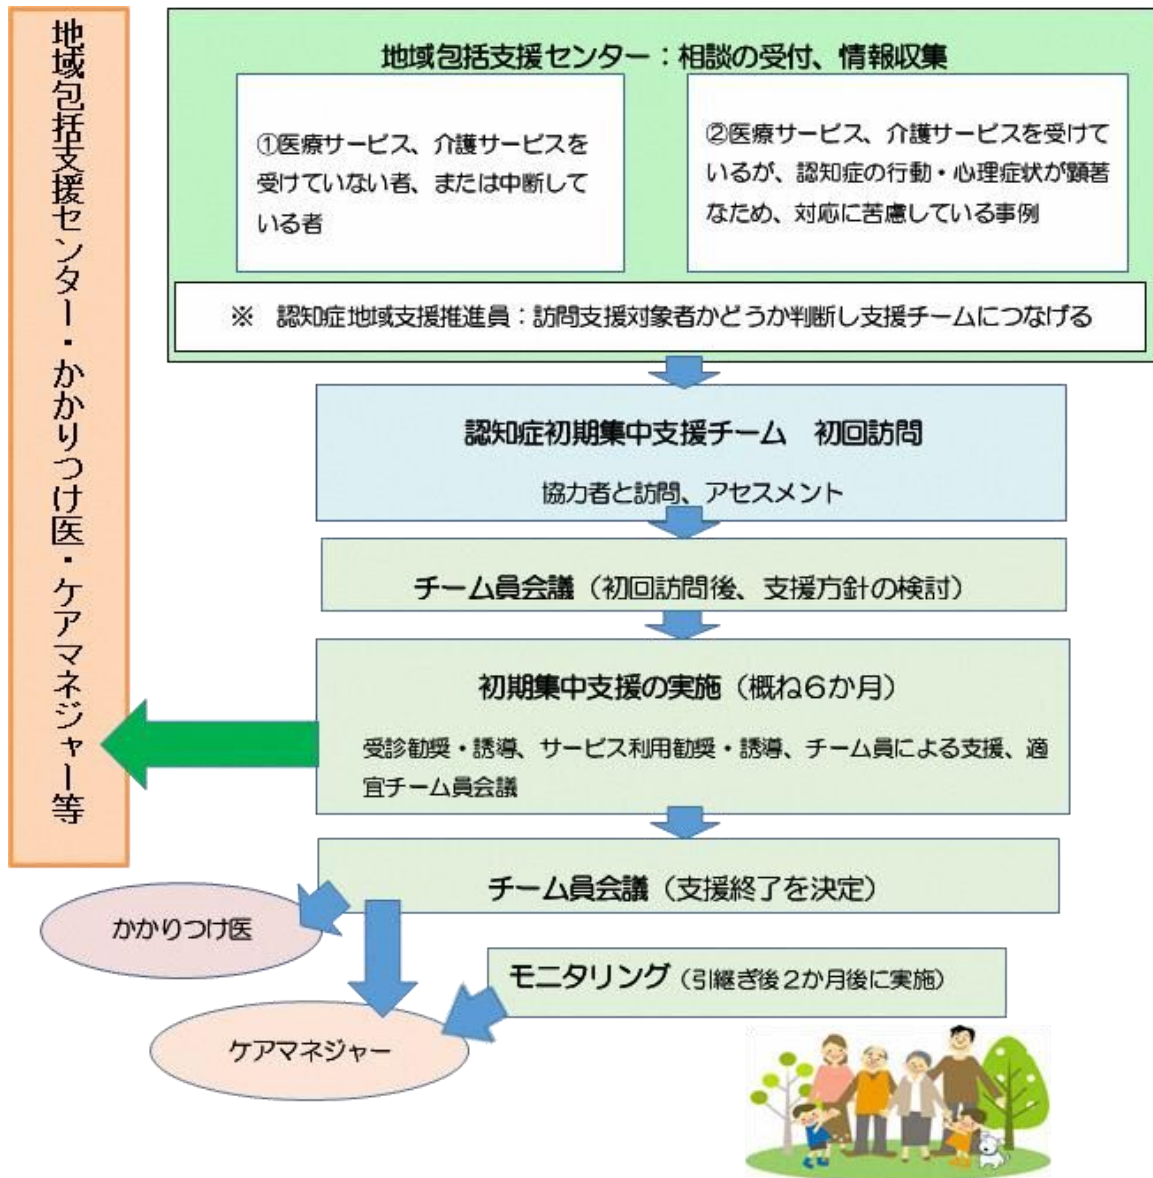 地域包括支援センター・かかりつけ医・ケアマネジャー等
地域包括支援センター：相談の受付、情報収集
①医療サービス、介護サービスを
受けていない者、または中断して
いる者
②医療サービス、介護サービスを受けて
いるが、認知症の行動・心理症状が顕著
なため、対応に苦慮している事例
※　認知症地域支援推進員：訪問支援対象者かどうか判断し支援チームにつなげる
認知症初期集中支援チーム　初回訪問
協力者と訪問、アセスメント
チーム員会議（初回訪問後、支援方針の検討）
初期集中支援の実施（概ね６か月）
受診勧奨・誘導、サービス利用勧奨・誘導、チーム員による支援、適
宜チーム員会議
チーム員会議（支援終了を決定）
かかりつけ医
モニタリング（引継ぎ後２か月後に実施）
ケアマネジャー